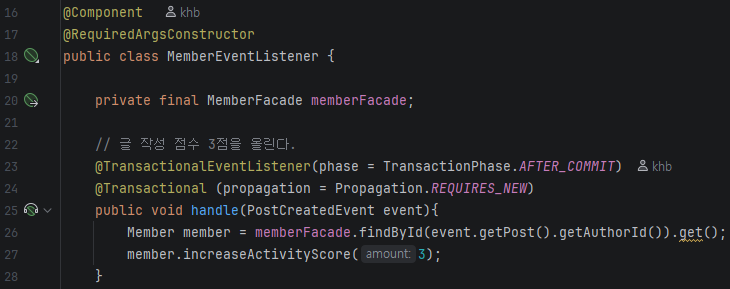 16 @Component khb
17 @RequiredArgsConstructor
18 public class MemberEventListener {
19
20 private final MemberFacade memberFacade;
21
22 // 글 작성 점수 3점을 올린다.
23 @TransactionalEventListener(phase = TransactionPhase.AFTER_COMMIT) khb
24 @Transactional (propagation = Propagation.REQUIRES_NEW)
25 public void handle(PostCreatedEvent event){
26 Member member = memberFacade.findById(event.getPost().getAuthorId()).get();
27 member.increaseActivityScore( amount: 3);
28 }